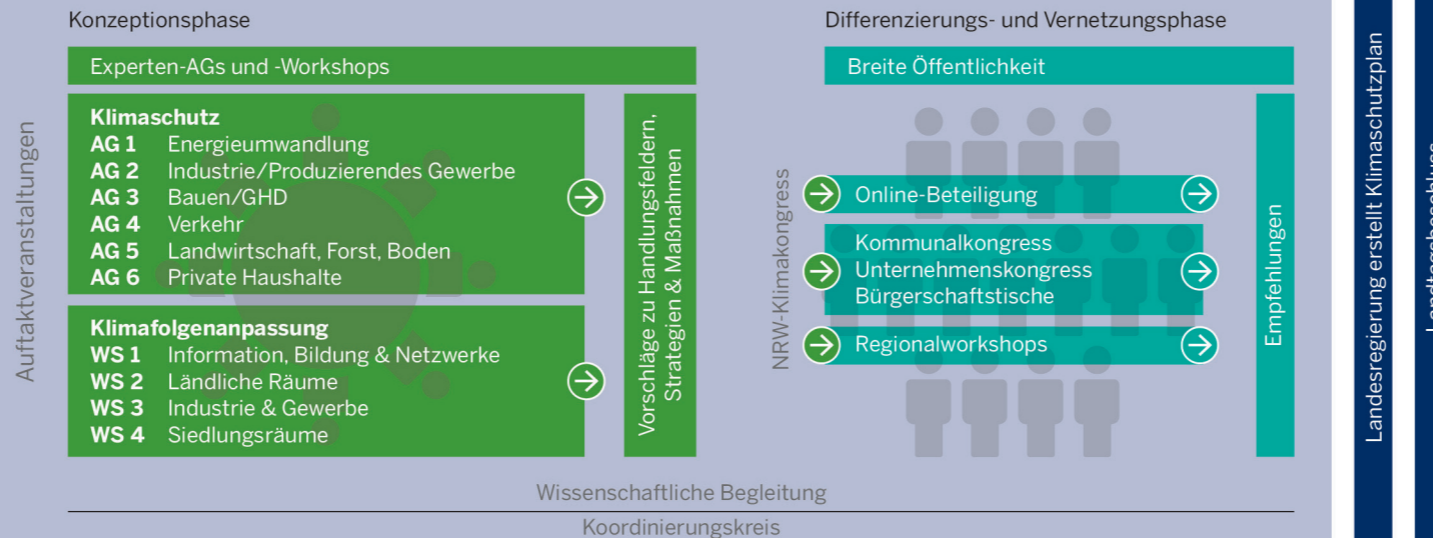 Konzeptionsphase
Experten-AGs und -Workshops
Auftaktveranstaltungen
Klimaschutz
AG 1 Energieumwandlung
AG 2 Industrie/Produzierendes Gewerbe
AG 3 Bauen/GHD
AG 4 Verkehr
AG 5 Landwirtschaft, Forst, Boden
AG 6 Private Haushalte
Klimafolgenanpassung
WS 1 Information, Bildung & Netzwerke
WS 2 Ländliche Räume
WS 3 Industrie & Gewerbe
WS 4 Siedlungsräume
Vorschläge zu Handlungsfeldern,
Strategien & Maßnahmen
NRW-Klimakongress
Differenzierungs- und Vernetzungsphase
Breite Öffentlichkeit
Online-Beteiligung
Kommunalkongress
Unternehmenskongress
Bürgerschaftstische
Regionalworkshops
Empfehlungen
Wissenschaftliche Begleitung
Koordinierungskreis
Landesregierung erstellt Klimaschutzplan